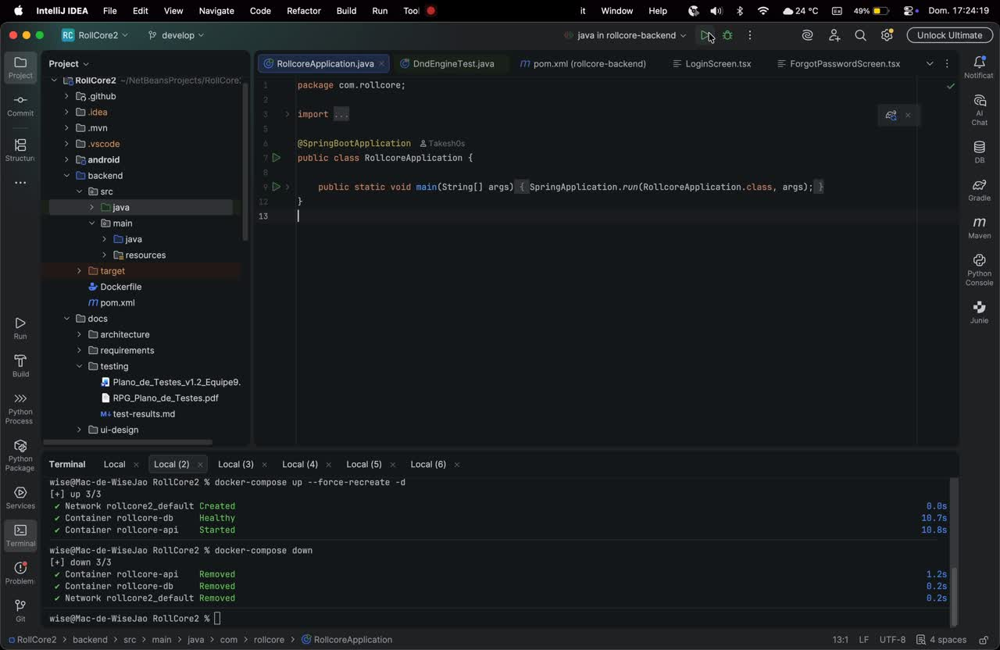 IntelliJ IDEA File Edit View Navigate Code Refactor Build Run Too it Window Help 24 °C 49% Dom. 17:24:19
RC RollCore2 develop java in rollcore-backend Unlock Ultimate
Project
Commit
Structure
Run
Build
Python
Process
Python
Package
Services
Terminal
Problem
Git
Project
RollCore2 ~/NetBeansProjects/RollCore2
.github
.idea
.mvn
.vscode
android
backend
src
java
main
java
resources
target
Dockerfile
pom.xml
docs
architecture
requirements
testing
Plano_de_Testes_v1.2_Equipe9.
RPG_Plano_de_Testes.pdf
M↓ test-results.md
ui-design
RollcoreApplication.java DndEngineTest.java pom.xml (rollcore-backend) LoginScreen.tsx ForgotPasswordScreen.tsx
1 package com.rollcore;
2
3 import ...
5
6 @SpringBootApplication Takesh0s
7 public class RollcoreApplication {
8
9 public static void main(String[] args) { SpringApplication.run(RollcoreApplication.class, args); }
12 }
13
Notificat
AI
Chat
DB
Gradle
Maven
Python
Console
Junie
Terminal Local Local (2) Local (3) Local (4) Local (5) Local (6)
wise@Mac-de-WiseJao RollCore2 % docker-compose up --force-recreate -d
[+] up 3/3
✔ Network rollcore2_default Created 0.0s
✔ Container rollcore-db Healthy 10.7s
✔ Container rollcore-api Started 10.8s
wise@Mac-de-WiseJao RollCore2 % docker-compose down
[+] down 3/3
✔ Container rollcore-api Removed 1.2s
✔ Container rollcore-db Removed 0.2s
✔ Network rollcore2_default Removed 0.2s
wise@Mac-de-WiseJao RollCore2 %
RollCore2 > backend > src > main > java > com > rollcore > RollcoreApplication 13:1 LF UTF-8 4 spaces